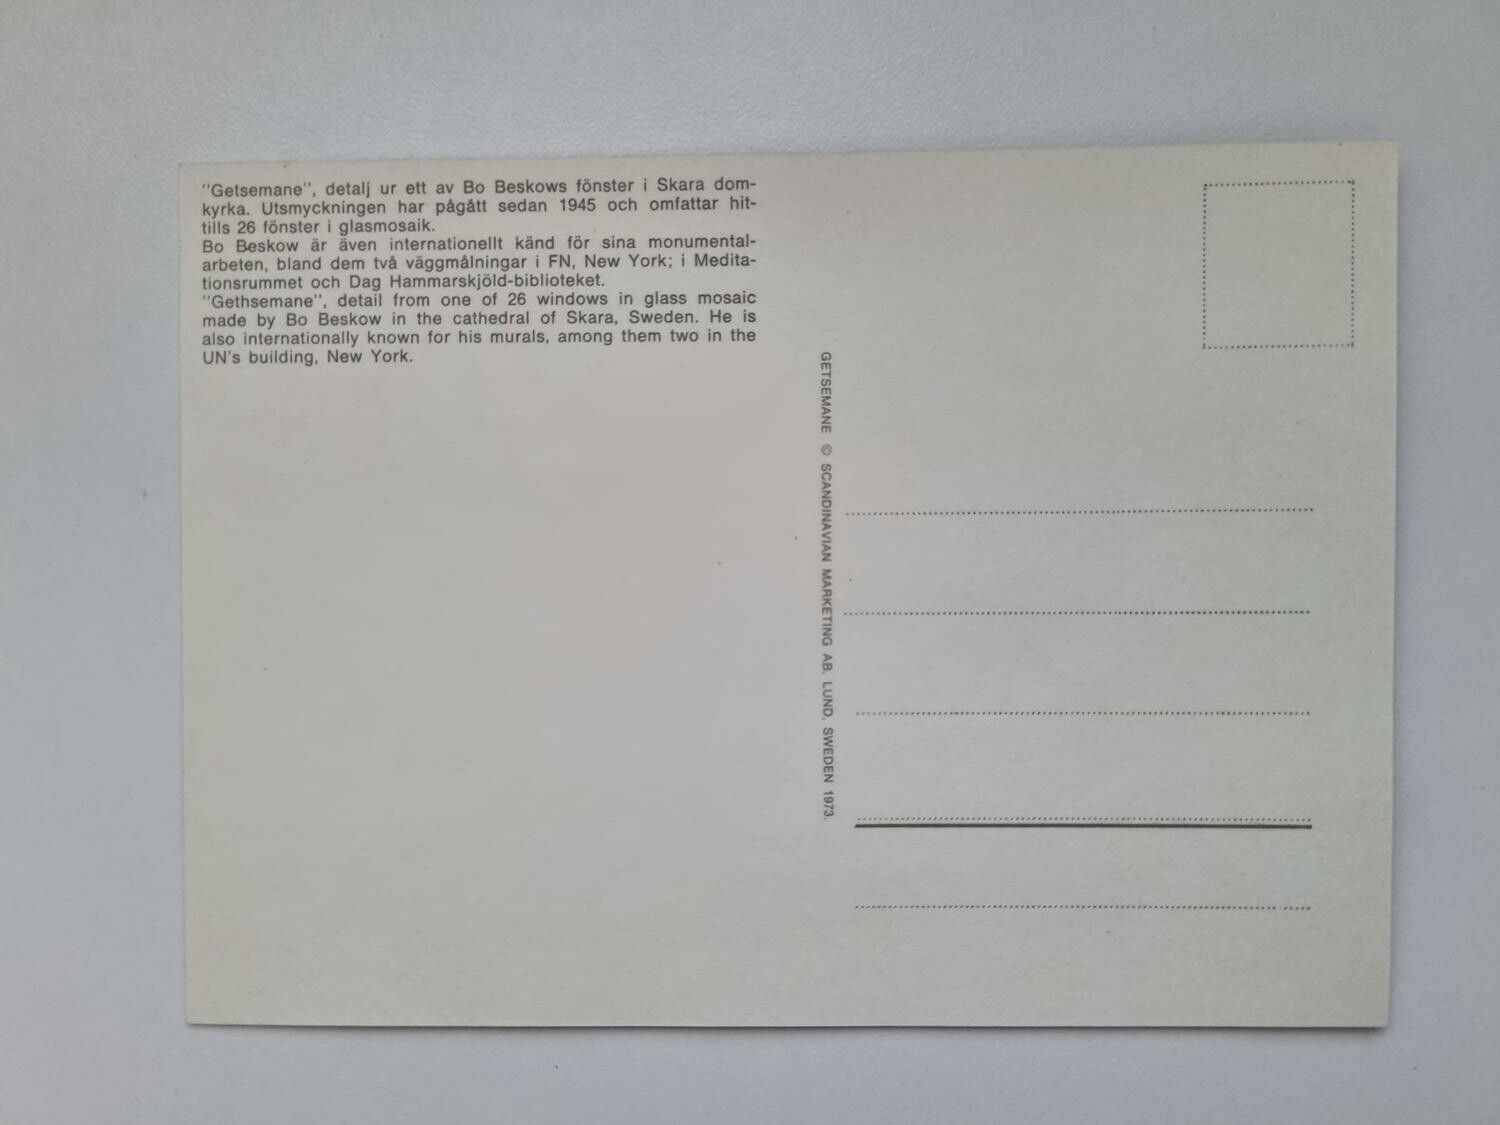 "Getsemane", detalj ur ett av Bo Beskows fönster i Skara dom-
kyrka. Utsmyckningen har pågått sedan 1945 och omfattar hit-
tills 26 fönster i glasmosaik.
Bo Beskow är även internationellt känd för sina monumental-
arbeten, bland dem två väggmålningar i FN, New York; i Medita-
tionsrummet och Dag Hammarskjöld-biblioteket.
"Gethsemane", detail from one of 26 windows in glass mosaic
made by Bo Beskow in the cathedral of Skara, Sweden. He is
also internationally known for his murals, among them two in the
UN's building, New York.
GETSEMANE © SCANDINAVIAN MARKETING AB, LUND, SWEDEN 1973.